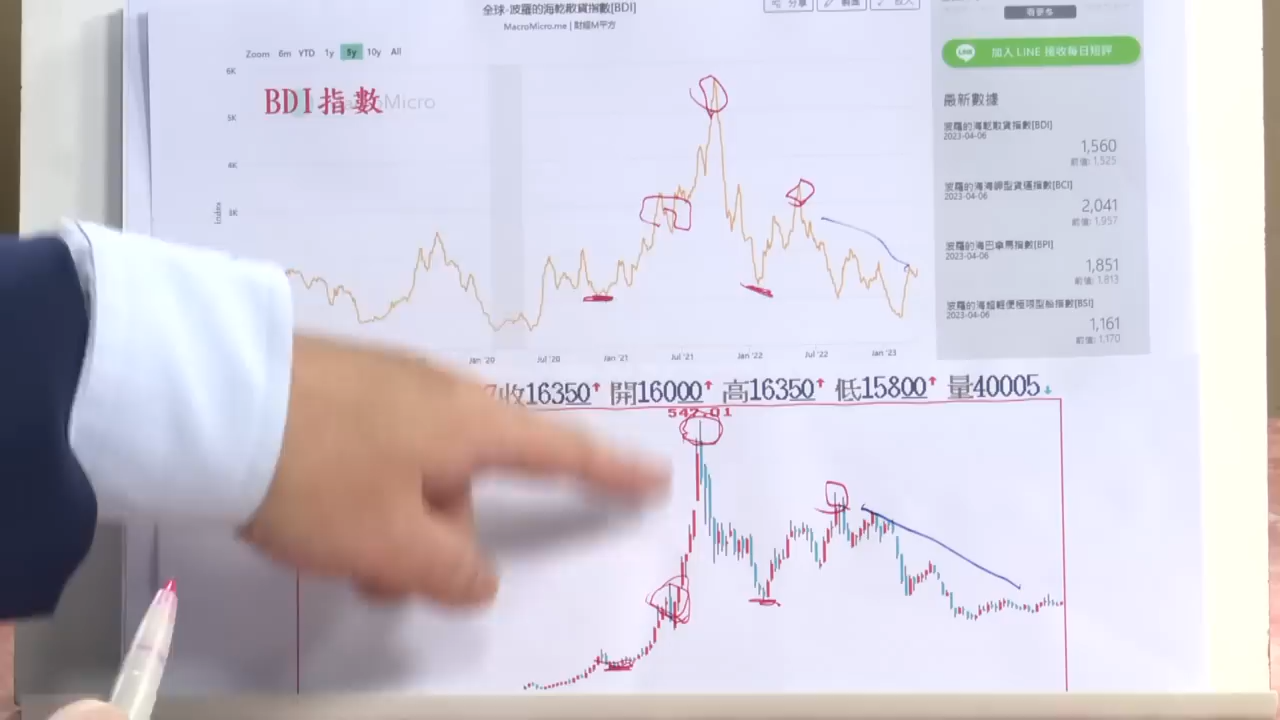 全球-波羅的海乾散貨指數[BDI]
MacroMicro.me | 財經M平方
分享
Zoom 6m YTD 1y 5y 10y All
BDI指數
Micro
6K
5K
4K
3K
Index
Jan '20 Jul '20 Jan '21 Jul '21 Jan '22 Jul '22 Jan '23
看更多
LINE 加入 LINE 接收每日短評
最新數據
波羅的海乾散貨指數[BDI]
2023-04-06
1,560
前值: 1,525
波羅的海海岬型貨運指數[BCI]
2023-04-06
2,041
前值: 1,957
波羅的海巴拿馬指數[BPI]
2023-04-06
1,851
前值: 1,813
波羅的海超輕便極限型船指數[BSI]
2023-04-06
1,161
前值: 1,170
收16350↑ 開16000↑ 高16350↑ 低15800↑ 量40005↓